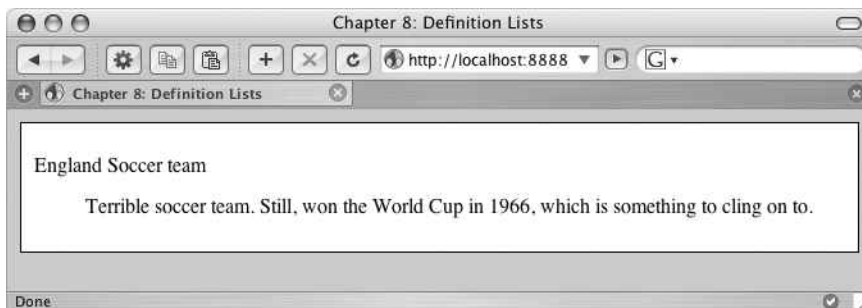 Chapter 8: Definition Lists
http://localhost:8888
G
Chapter 8: Definition Lists
England Soccer team
Terrible soccer team. Still, won the World Cup in 1966, which is something to cling on to.
Done